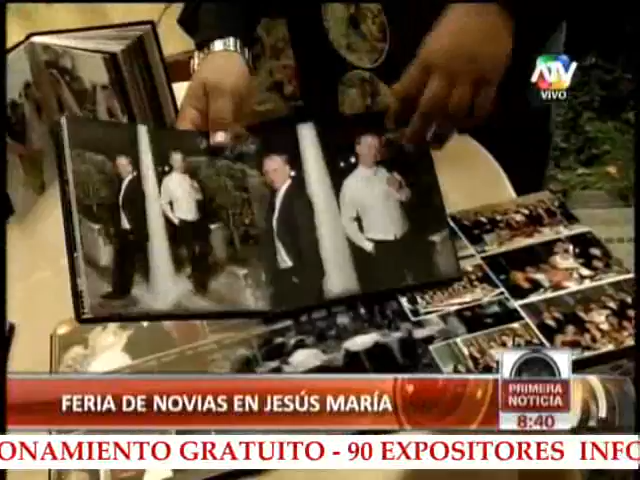 ATV
VIVO
FERIA DE NOVIAS EN JESÚS MARÍA
PRIMERA
NOTICIA
8:40
ONAMIENTO GRATUITO - 90 EXPOSITORES INFO